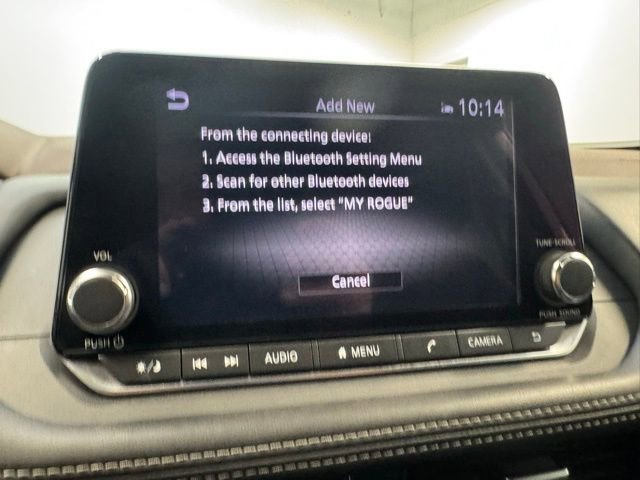 Add New
10:14
From the connecting device:
1. Access the Bluetooth Setting Menu
2. Scan for other Bluetooth devices
3. From the list, select "MY ROGUE"
Cancel
VOL
PUSH
TUNE·SCROLL
PUSH SOUND
AUDIO
MENU
CAMERA